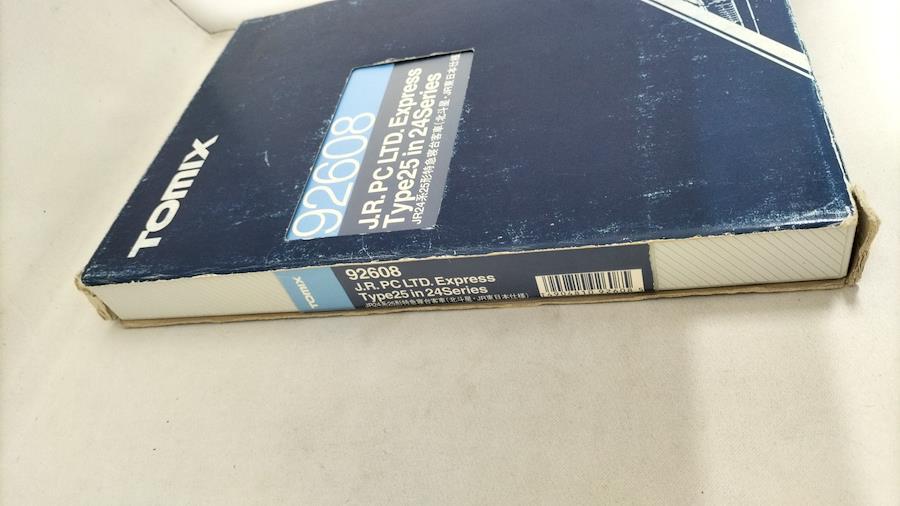 TOMIX
92608
J.R. PC LTD. Express
Type25 in 24Series
JR24系25形特急寝台客車(北斗星・JR東日本仕様)
TOMIX
92608
J.R. PC LTD. Express
Type25 in 24Series
JR24系25形特急寝台客車(北斗星・JR東日本仕様)